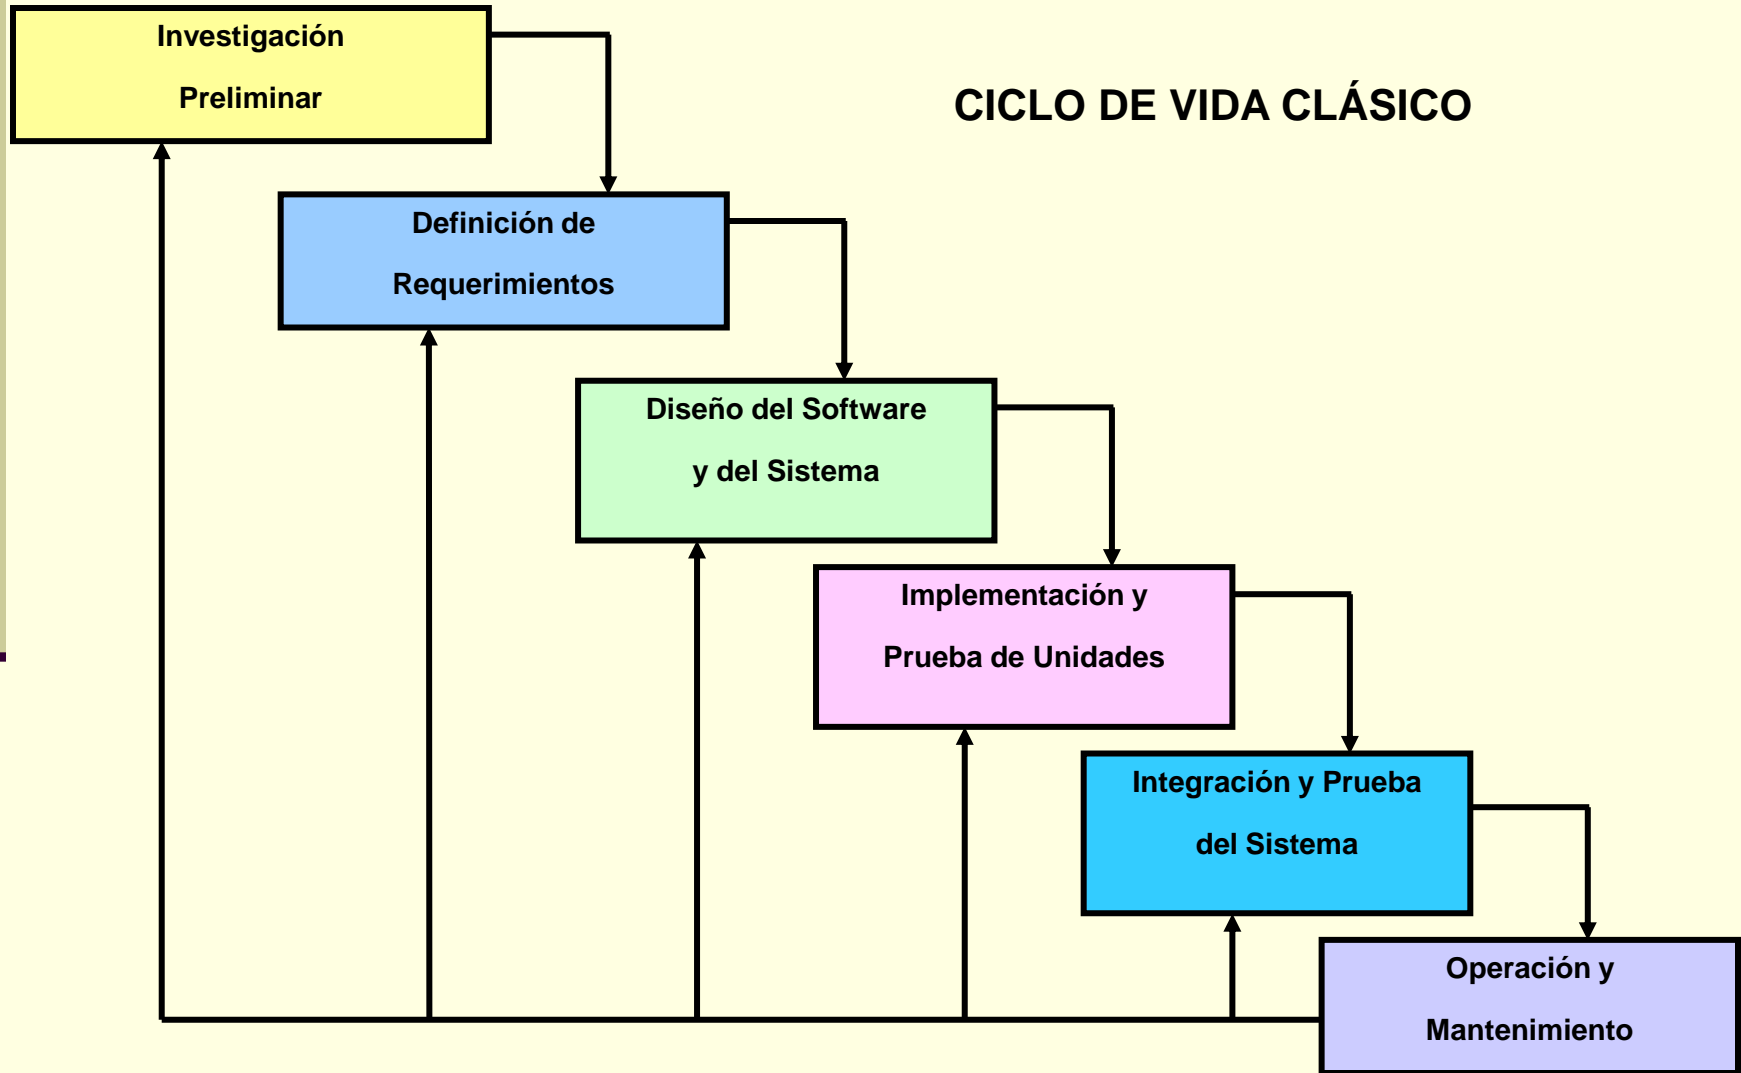 Investigación
Preliminar
CICLO DE VIDA CLÁSICO
Definición de
Requerimientos
Diseño del Software
y del Sistema
Implementación y
Prueba de Unidades
Integración y Prueba
del Sistema
Operación y
Mantenimiento